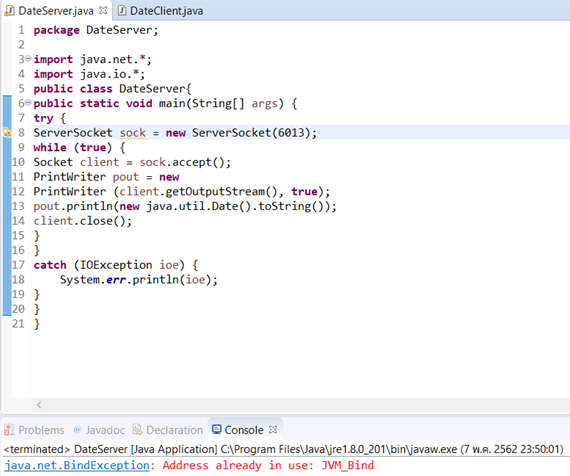 DateServer.java DateClient.java
1 package DateServer;
2
3 import java.net.*;
4 import java.io.*;
5 public class DateServer{
6 public static void main(String[] args) {
7 try {
8 ServerSocket sock = new ServerSocket(6013);
9 while (true) {
10 Socket client = sock.accept();
11 PrintWriter pout = new
12 PrintWriter (client.getOutputStream(), true);
13 pout.println(new java.util.Date().toString());
14 client.close();
15 }
16 }
17 catch (IOException ioe) {
18 System.err.println(ioe);
19 }
20 }
21 }
Problems @ Javadoc Declaration Console
<terminated> DateServer [Java Application] C:\Program Files\Java\jre1.8.0_201\bin\javaw.exe (7 พ.ค. 2562 23:50:01)
java.net.BindException: Address already in use: JVM_Bind